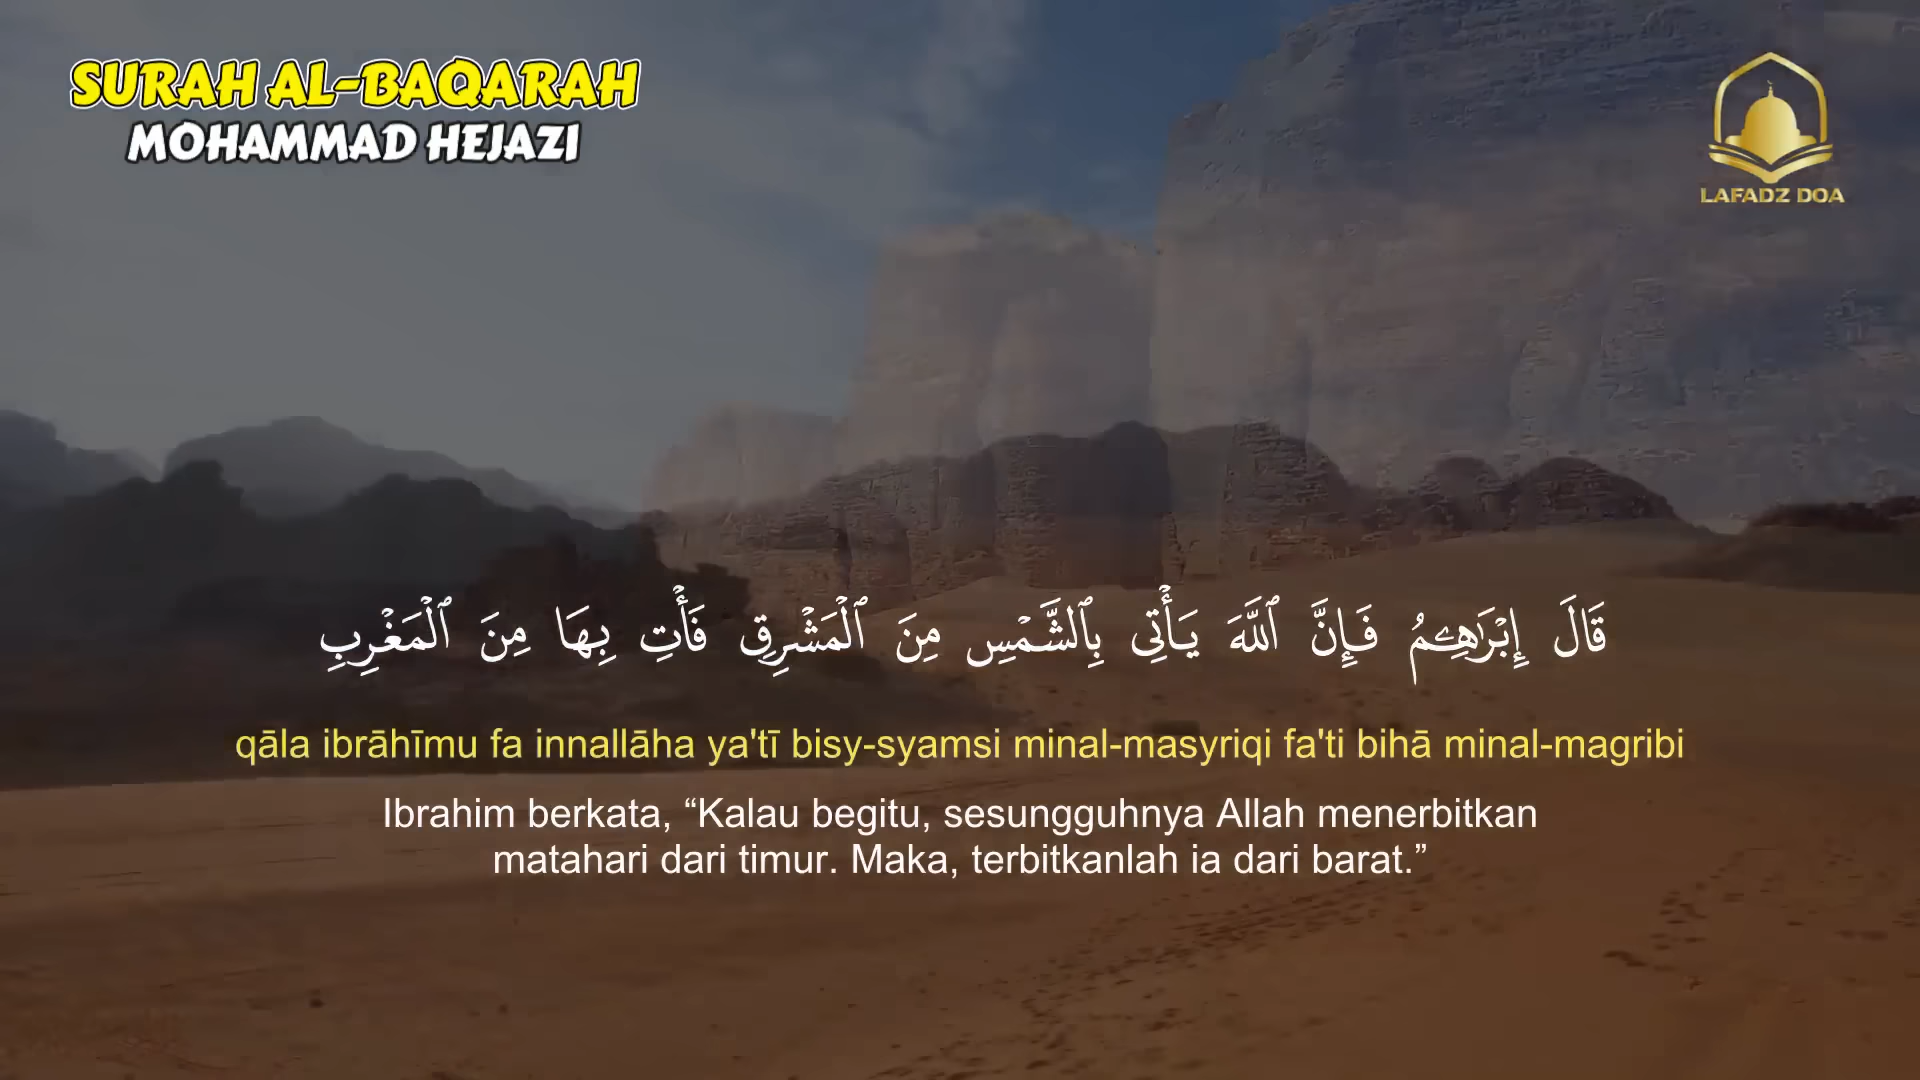 SURAH AL-BAQARAH
MOHAMMAD HEJAZI
LAFADZ DOA
قَالَ إِبْرَٰهِـۧمُ فَإِنَّ ٱللَّهَ يَأْتِى بِٱلشَّمْسِ مِنَ ٱلْمَشْرِقِ فَأْتِ بِهَا مِنَ ٱلْمَغْرِبِ
qāla ibrāhīmu fa innallāha ya'tī bisy-syamsi minal-masyriqi fa'ti bihā minal-magribi
Ibrahim berkata, “Kalau begitu, sesungguhnya Allah menerbitkan
matahari dari timur. Maka, terbitkanlah ia dari barat.”